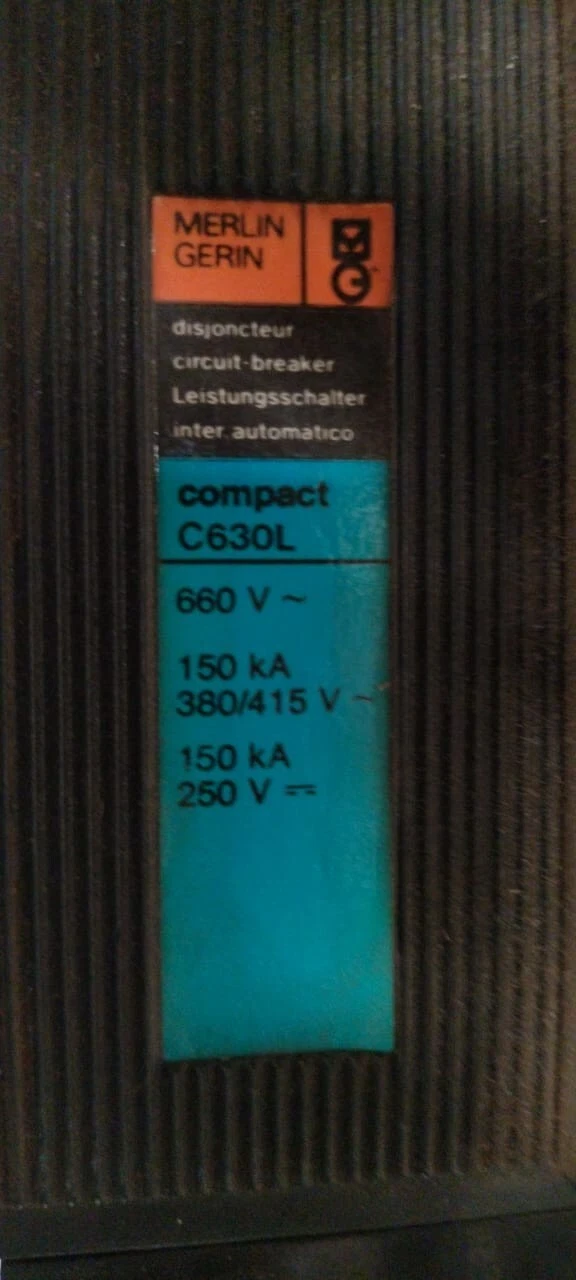 MERLIN
GERIN
disjoncteur
circuit-breaker
Leistungsschalter
inter.automatico
compact
C630L
660 V ~
150 kA
380/415 V ~
150 kA
250 V ⎓